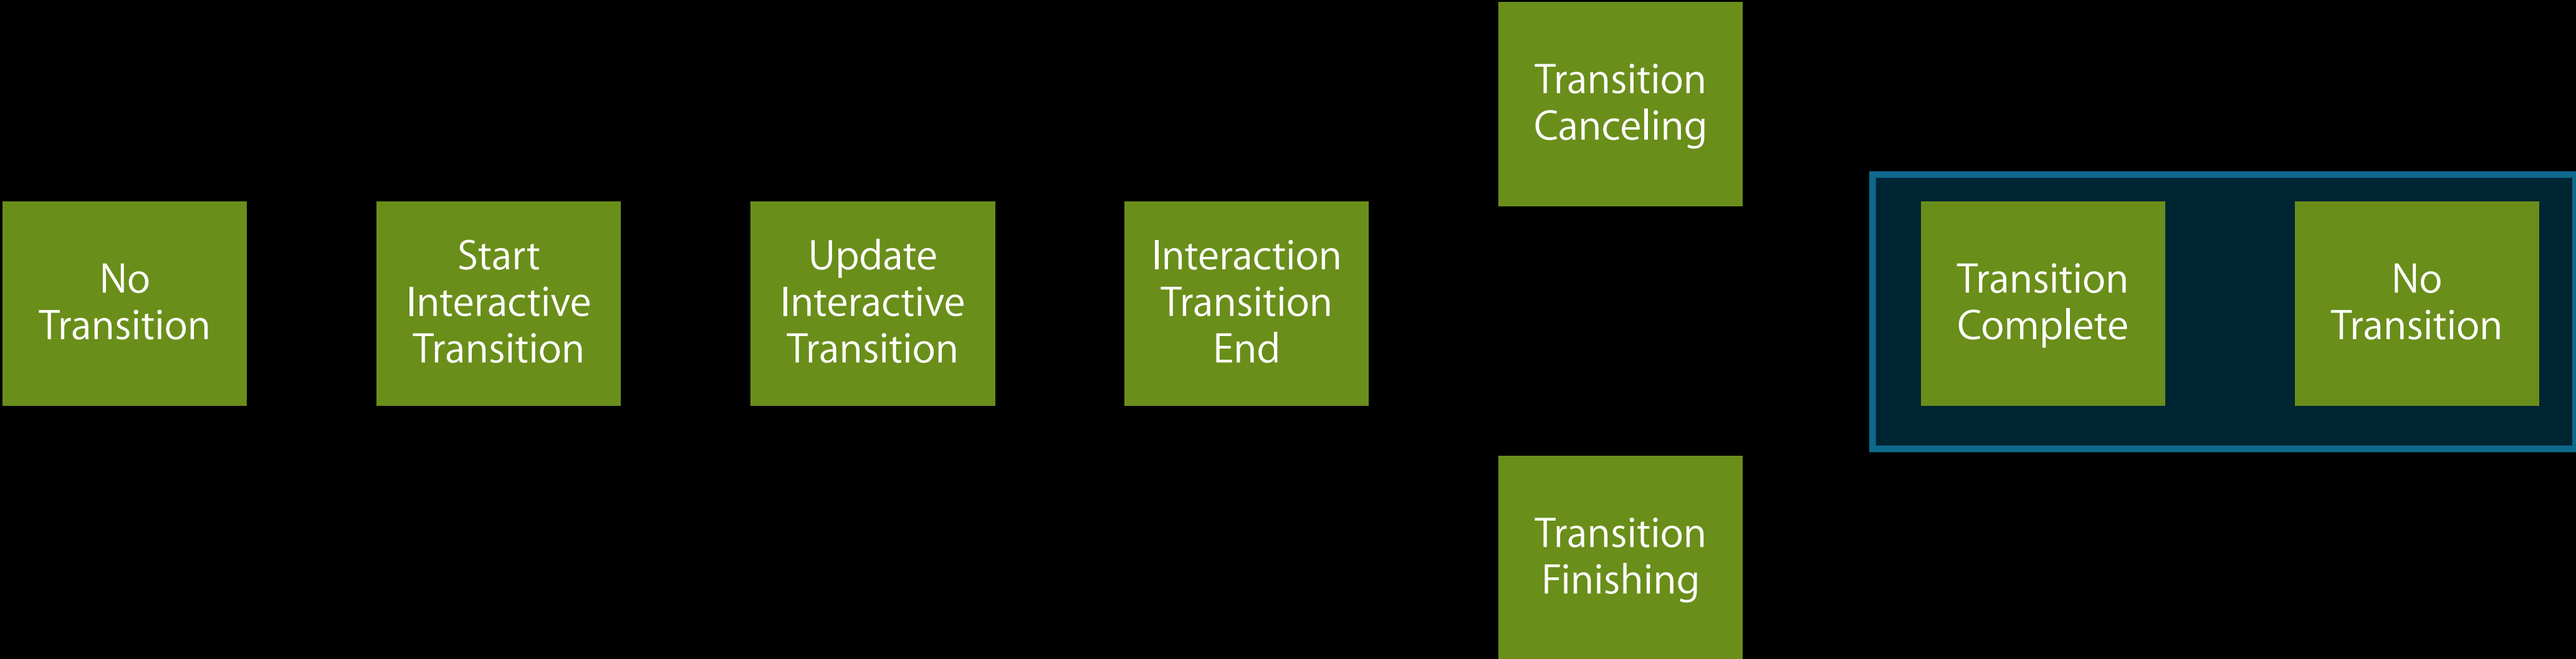 No
Transition
Start
Interactive
Transition
Update
Interactive
Transition
Interaction
Transition
End
Transition
Canceling
Transition
Finishing
Transition
Complete
No
Transition